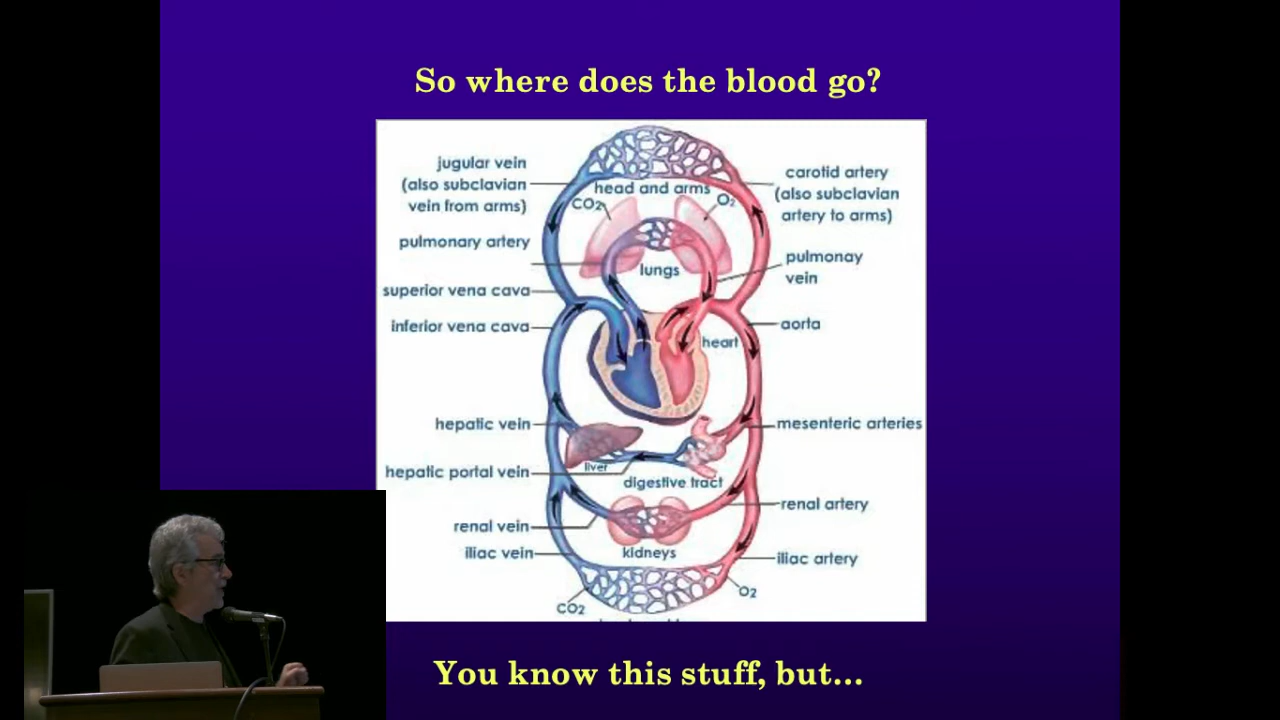 So where does the blood go?
jugular vein
(also subclavian
vein from arms)
head and arms
CO2
O2
carotid artery
(also subclavian
artery to arms)
pulmonary artery
lungs
pulmonay
vein
superior vena cava
inferior vena cava
aorta
heart
hepatic vein
mesenteric arteries
liver
hepatic portal vein
digestive tract
renal artery
renal vein
iliac vein
kidneys
iliac artery
O2
CO2
You know this stuff, but...